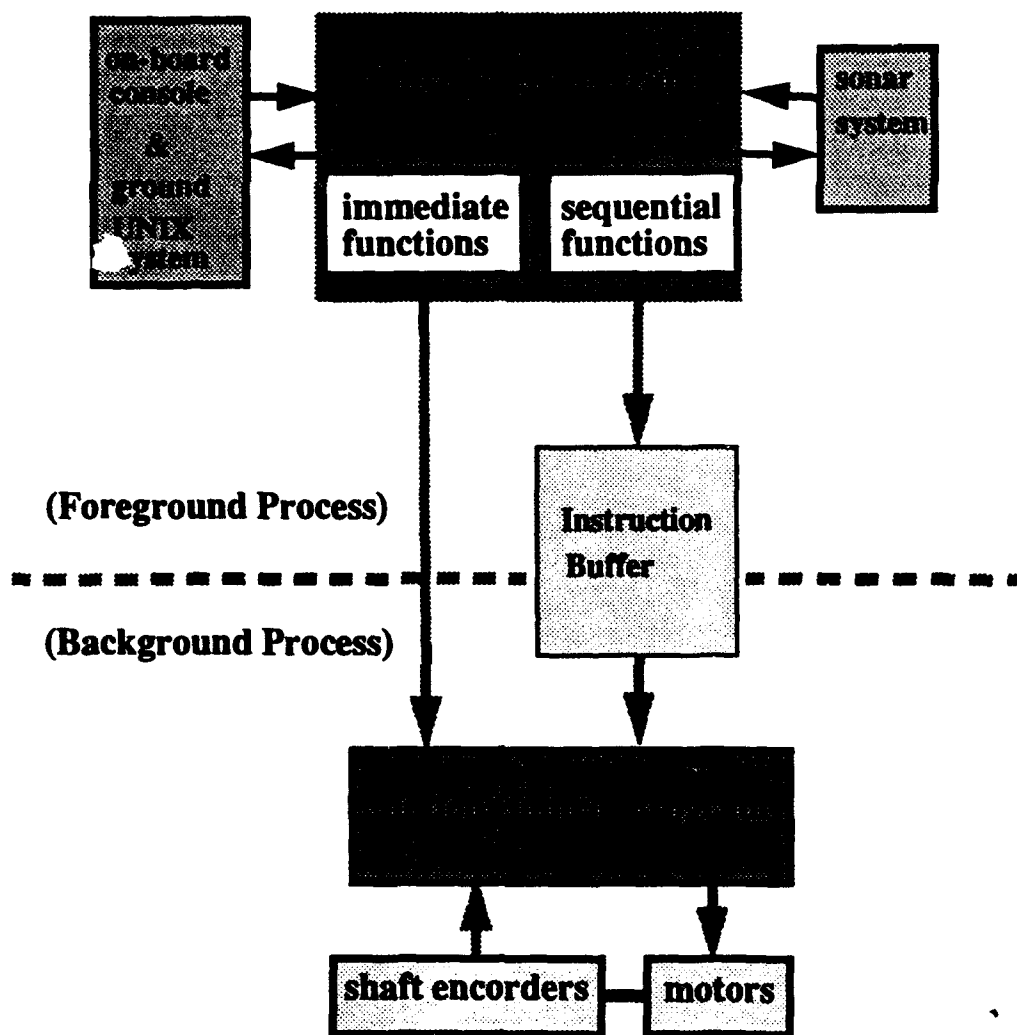 on-board
console
&
ground
UNIX
system
sonar
system
immediate
functions
sequential
functions
(Foreground Process)
Instruction
Buffer
(Background Process)
shaft encorders
motors